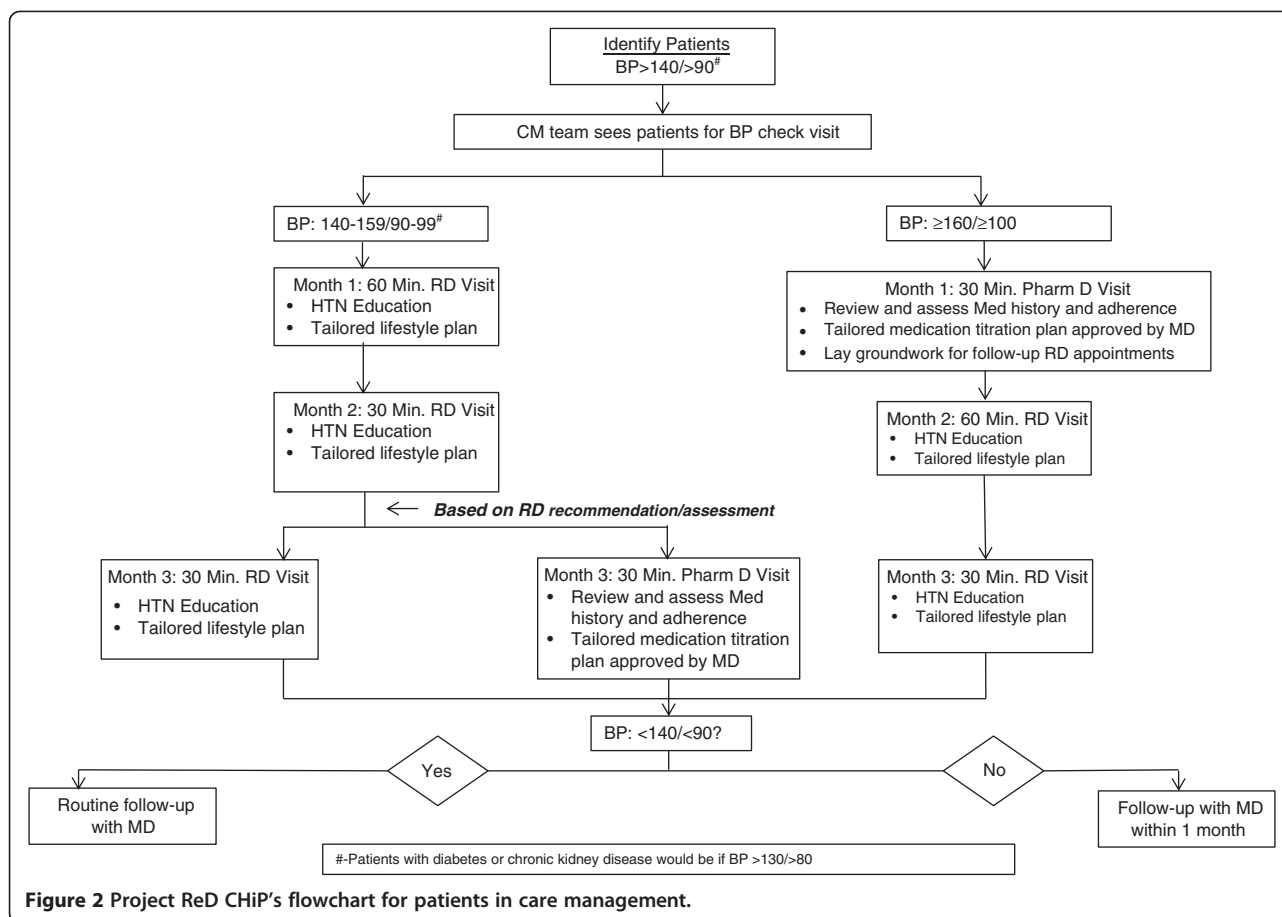 Identify Patients
BP>140/>90#
CM team sees patients for BP check visit
BP: 140-159/90-99#
BP: ≥160/≥100
Month 1: 60 Min. RD Visit
• HTN Education
• Tailored lifestyle plan
Month 1: 30 Min. Pharm D Visit
• Review and assess Med history and adherence
• Tailored medication titration plan approved by MD
• Lay groundwork for follow-up RD appointments
Month 2: 30 Min. RD Visit
• HTN Education
• Tailored lifestyle plan
Month 2: 60 Min. RD Visit
• HTN Education
• Tailored lifestyle plan
Based on RD recommendation/assessment
Month 3: 30 Min. RD Visit
• HTN Education
• Tailored lifestyle plan
Month 3: 30 Min. Pharm D Visit
• Review and assess Med
history and adherence
• Tailored medication titration
plan approved by MD
Month 3: 30 Min. RD Visit
• HTN Education
• Tailored lifestyle plan
BP: <140/<90?
Yes
No
Routine follow-up
with MD
Follow-up with MD
within 1 month
#-Patients with diabetes or chronic kidney disease would be if BP >130/>80
Figure 2 Project ReD CHiP's flowchart for patients in care management.